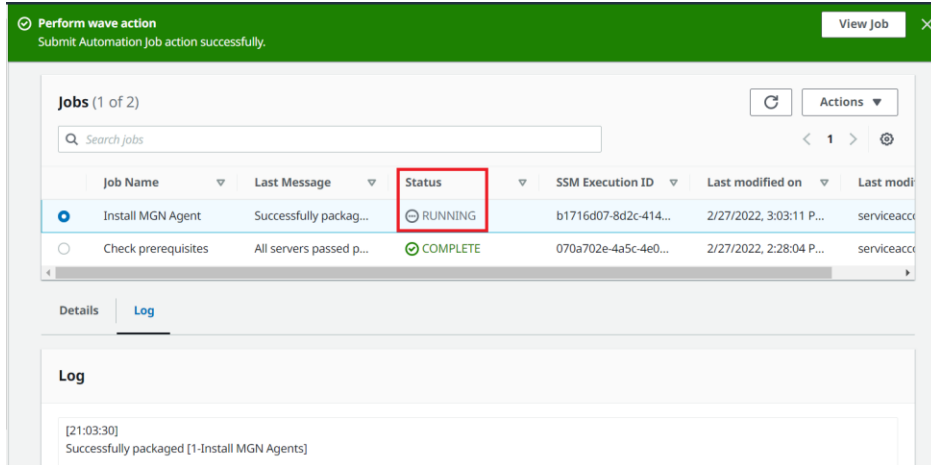 Perform wave action
View Job
Submit Automation Job action successfully.
Jobs (1 of 2)
Actions
Search jobs
1
Job Name Last Message Status SSM Execution ID Last modified on Last modi
Install MGN Agent Successfully packag... RUNNING b1716d07-8d2c-414... 2/27/2022, 3:03:11 P... serviceacco
Check prerequisites All servers passed p... COMPLETE 070a702e-4a5c-4e0... 2/27/2022, 2:28:04 P... serviceacco
Details Log
Log
[21:03:30]
Successfully packaged [1-Install MGN Agents]